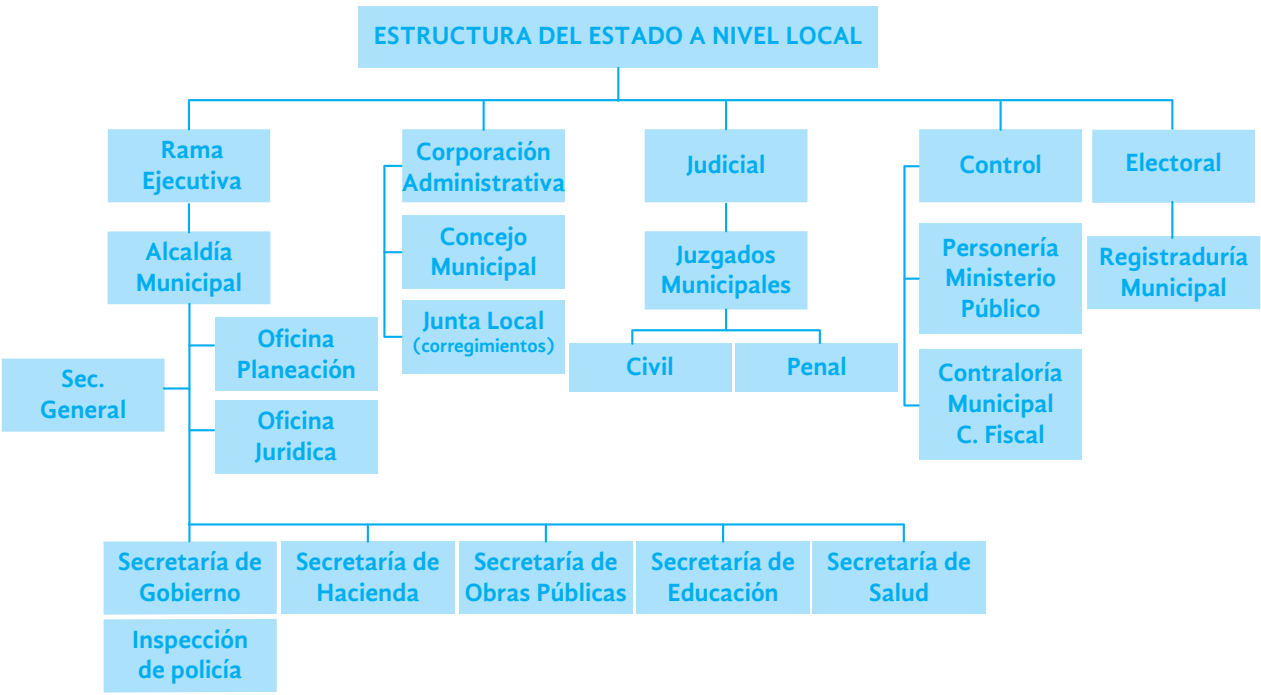 ESTRUCTURA DEL ESTADO A NIVEL LOCAL
Rama
Ejecutiva
Corporación
Administrativa
Judicial
Control
Electoral
Alcaldía
Municipal
Concejo
Municipal
Juzgados
Municipales
Personería
Ministerio
Público
Registraduría
Municipal
Oficina
Planeación
Junta Local
(corregimientos)
Civil
Penal
Sec.
General
Contraloría
Municipal
C. Fiscal
Oficina
Juridica
Secretaría de
Gobierno
Secretaría de
Hacienda
Secretaría de
Obras Públicas
Secretaría de
Educación
Secretaría de
Salud
Inspección
de policía